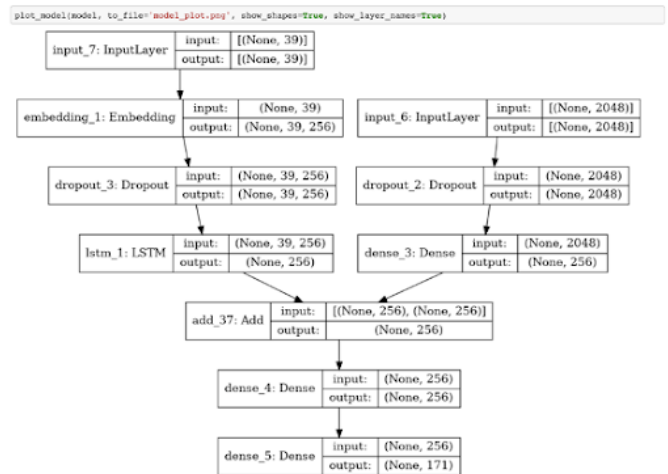 plot_model(model, to_file='model_plot.png', show_shapes=True, show_layer_names=True)
input_7: InputLayer
input: [(None, 39)]
output: [(None, 39)]
embedding_1: Embedding
input: (None, 39)
output: (None, 39, 256)
input_6: InputLayer
input: [(None, 2048)]
output: [(None, 2048)]
dropout_3: Dropout
input: (None, 39, 256)
output: (None, 39, 256)
dropout_2: Dropout
input: (None, 2048)
output: (None, 2048)
lstm_1: LSTM
input: (None, 39, 256)
output: (None, 256)
dense_3: Dense
input: (None, 2048)
output: (None, 256)
add_37: Add
input: [(None, 256), (None, 256)]
output: (None, 256)
dense_4: Dense
input: (None, 256)
output: (None, 256)
dense_5: Dense
input: (None, 256)
output: (None, 171)